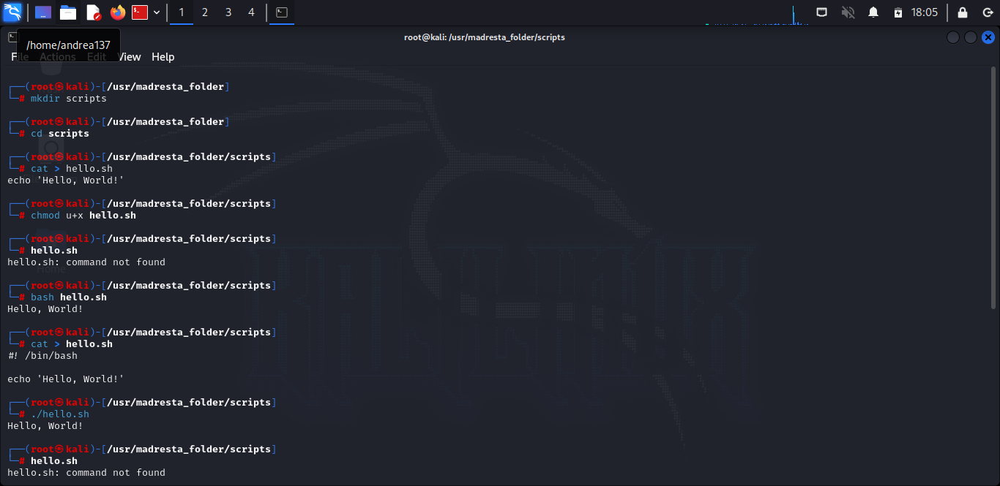 1 2 3 4
18:05
root@kali: /usr/madresta_folder/scripts
/home/andrea137
File Actions Edit View Help
┌──(root㉿kali)-[/usr/madresta_folder]
└─# mkdir scripts
┌──(root㉿kali)-[/usr/madresta_folder]
└─# cd scripts
┌──(root㉿kali)-[/usr/madresta_folder/scripts]
└─# cat > hello.sh
echo 'Hello, World!'
┌──(root㉿kali)-[/usr/madresta_folder/scripts]
└─# chmod u+x hello.sh
┌──(root㉿kali)-[/usr/madresta_folder/scripts]
└─# hello.sh
hello.sh: command not found
Home
┌──(root㉿kali)-[/usr/madresta_folder/scripts]
└─# bash hello.sh
Hello, World!
┌──(root㉿kali)-[/usr/madresta_folder/scripts]
└─# cat > hello.sh
#! /bin/bash
echo 'Hello, World!'
┌──(root㉿kali)-[/usr/madresta_folder/scripts]
└─# ./hello.sh
Hello, World!
┌──(root㉿kali)-[/usr/madresta_folder/scripts]
└─# hello.sh
hello.sh: command not found